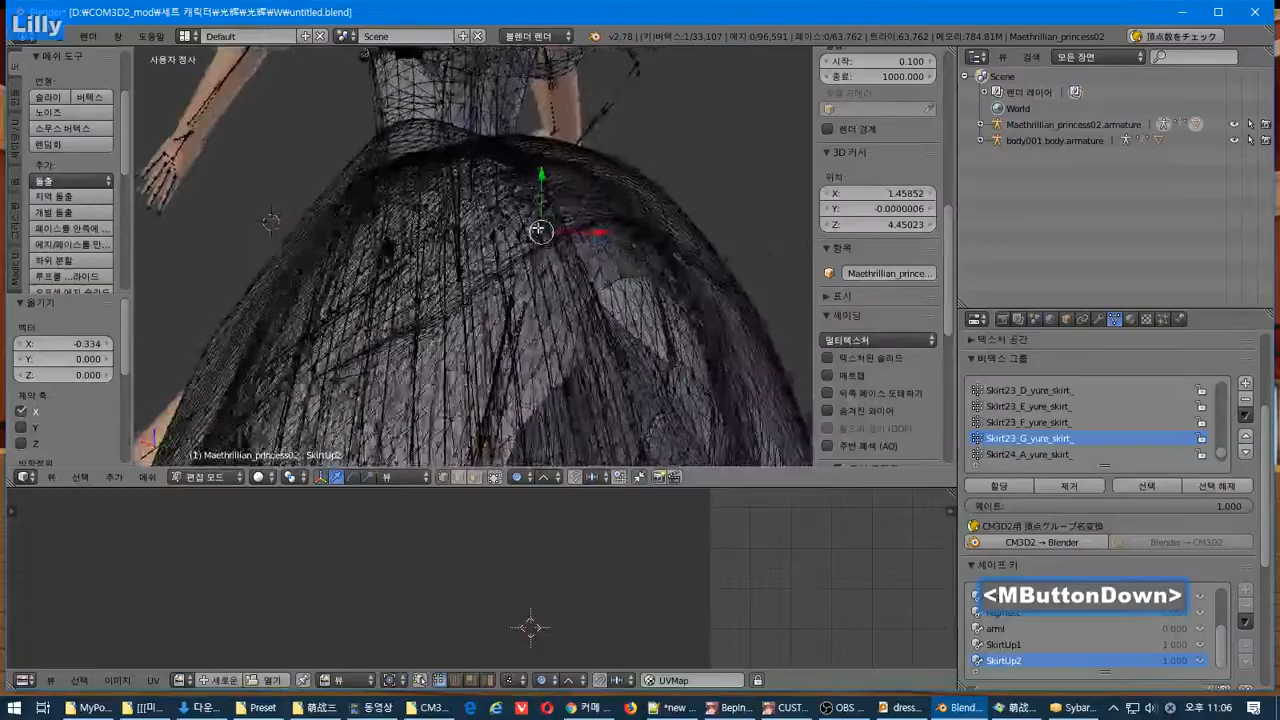 Blender* [D:₩COM3D2_mod₩세트 캐릭터₩光輝₩光輝₩W₩untitled.blend]
Lilly
렌더 창 도움말 Default Scene 블렌더 렌더 v2.78 | (키)버텍스:1/33,107 | 에지:0/96,591 | 페이스:0/63,762 | 트라이:63,762 | 메모리:784.81M | Maethrillian_princess02 頂点数をチェック
메쉬 도구
변형:
슬라이 버텍스
노이즈
스무스 버텍스
렌덤화
추가:
돌출
지역 돌출
개별 돌출
페이스를 안쪽에
에지/페이스를 만...
하위 분할
루프를 ...라이드
옮기기
벡터
X: -0.334
Y: 0.000
Z: 0.000
제약 축
X
Y
Z
사용자 정사
(1) Maethrillian_princess02 : SkirtUp2
시작: 0.100
종료: 1000.000
렌더 경계
3D 커서
위치:
X: 1.45852
Y: -0.0000006
Z: 4.45023
항목
Maethrillian_prince...
표시
셰이딩
멀티텍스처
텍스처된 솔리드
매트캡
뒤쪽 페이스 도태하기
숨겨진 와이어
주변 폐색 (AO)
뷰 선택 추가 메쉬 편집 모드 뷰
뷰 검색 모든 장면
Scene
렌더 레이어
World
Maethrillian_princess02.armature
body001.body.armature
텍스처 공간
버텍스 그룹
Skirt23_D_yure_skirt_
Skirt23_E_yure_skirt_
Skirt23_F_yure_skirt_
Skirt23_G_yure_skirt_
Skirt24_A_yure_skirt_
할당 제거 선택 선택 해제
웨이트: 1.000
CM3D2用 頂点グループ名変換
CM3D2 → Blender Blender → CM3D2
셰이프 키
<MButtonDown>
arml 0.000
SkirtUp1 1.000
SkirtUp2 1.000
뷰 선택 이미지 UV 새로운 열기 뷰 UVMap
MyPo... [[[미... 다운... Preset 萌战三... 동영상 CM3... 카메 ... *new ... BepIn... CUST... OBS ... dress... Blend... 萌战... Sybar... 오후 11:06